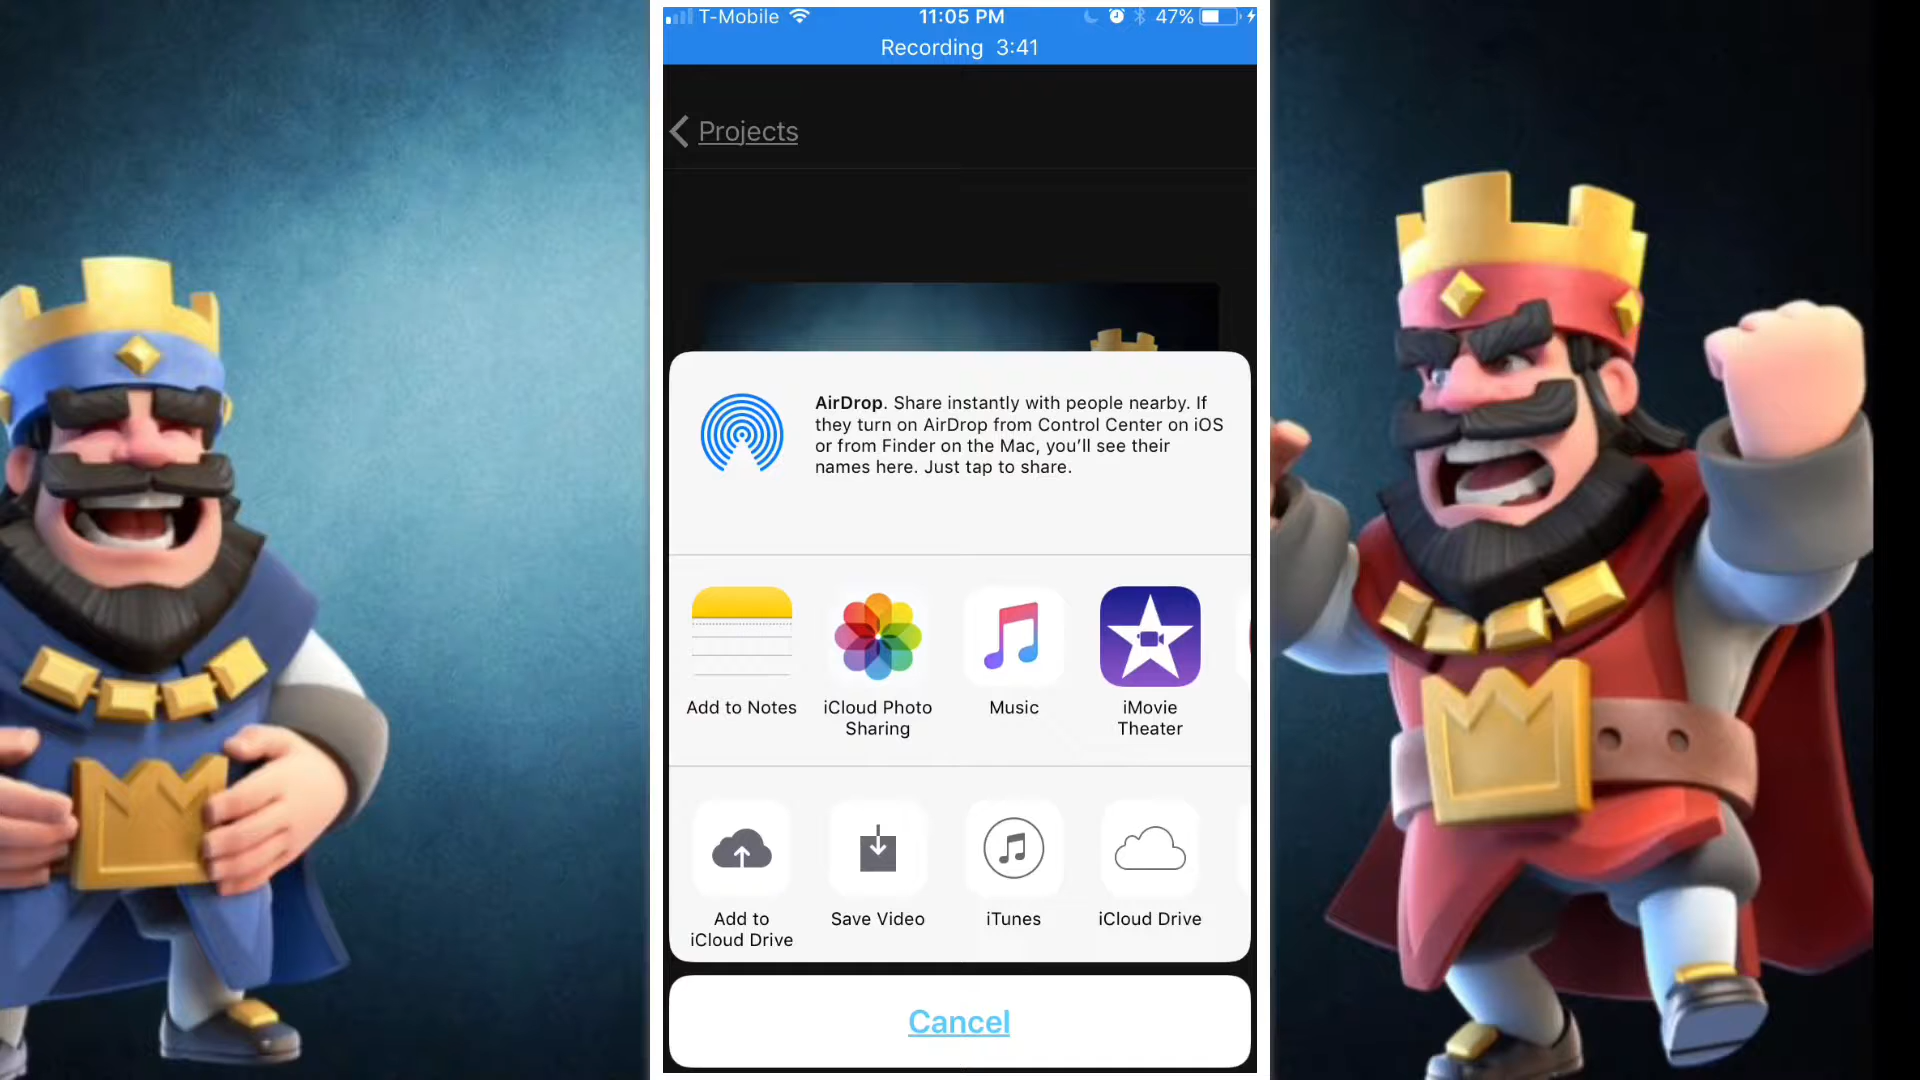 T-Mobile 11:05 PM 47%
Recording 3:41
Projects
AirDrop. Share instantly with people nearby. If
they turn on AirDrop from Control Center on iOS
or from Finder on the Mac, you’ll see their
names here. Just tap to share.
Add to Notes
iCloud Photo
Sharing
Music
iMovie
Theater
Add to
iCloud Drive
Save Video
iTunes
iCloud Drive
Cancel